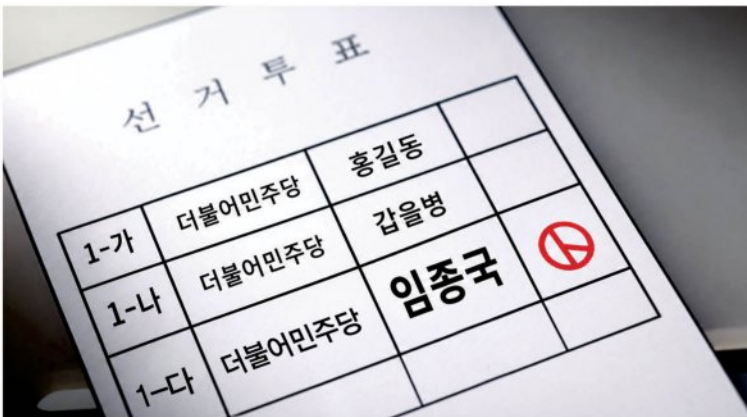 선 거 투 표
1-가 더불어민주당 홍길동
1-나 더불어민주당 갑을병
1-다 더불어민주당 임종국